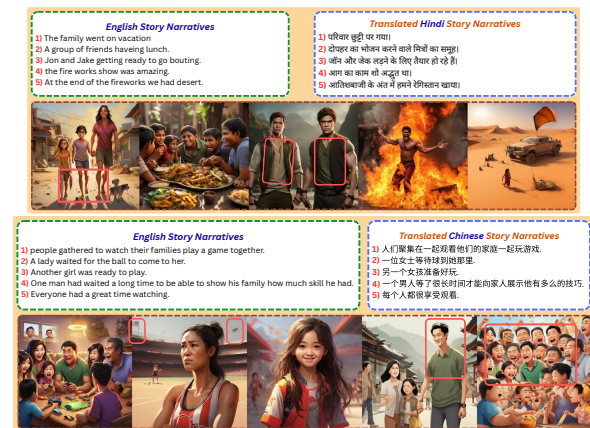 English Story Narratives
1) The family went on vacation
2) A group of friends haveing lunch.
3) Jon and Jake getting ready to go bouting.
4) the fire works show was amazing.
5) At the end of the fireworks we had desert.
Translated Hindi Story Narratives
1) परिवार छुट्टी पर गया।
2) दोपहर का भोजन करने वाले मित्रों का समूह।
3) जॉन और जेक लड़ने के लिए तैयार हो रहे हैं।
4) आग का काम शो अद्भुत था।
5) आतिशबाजी के अंत में हमने रेगिस्तान खाया।
English Story Narratives
1) people gathered to watch their families play a game together.
2) A lady waited for the ball to come to her.
3) Another girl was ready to play.
4) One man had waited a long time to be able to show his family how much skill he had.
5) Everyone had a great time watching.
Translated Chinese Story Narratives
1) 人们聚集在一起观看他们的家庭一起玩游戏.
2) 一位女士等待球到她那里.
3) 另一个女孩准备好玩.
4) 一个男人等了很长时间才能向家人展示他有多么的技巧.
5) 每个人都很享受观看.